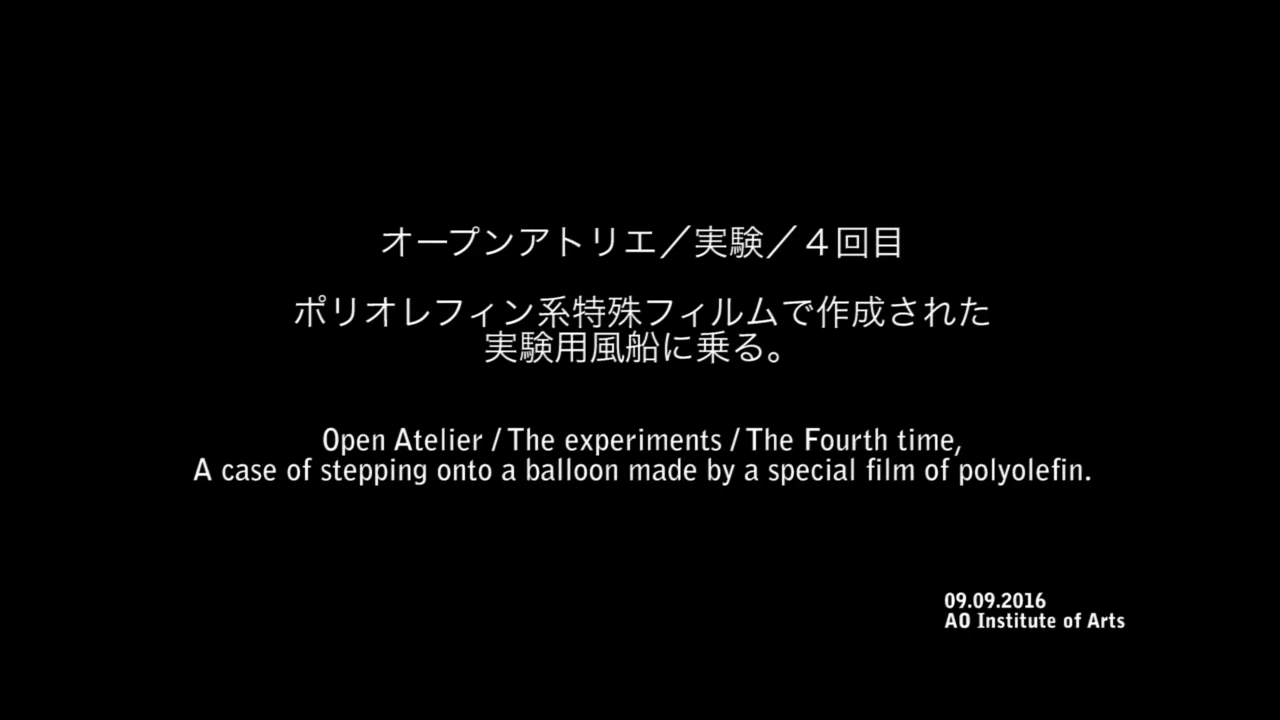 オープンアトリエ／実験／４回目
ポリオレフィン系特殊フィルムで作成された
実験用風船に乗る。
Open Atelier / The experiments / The Fourth time,
A case of stepping onto a balloon made by a special film of polyolefin.
09.09.2016
AO Institute of Arts